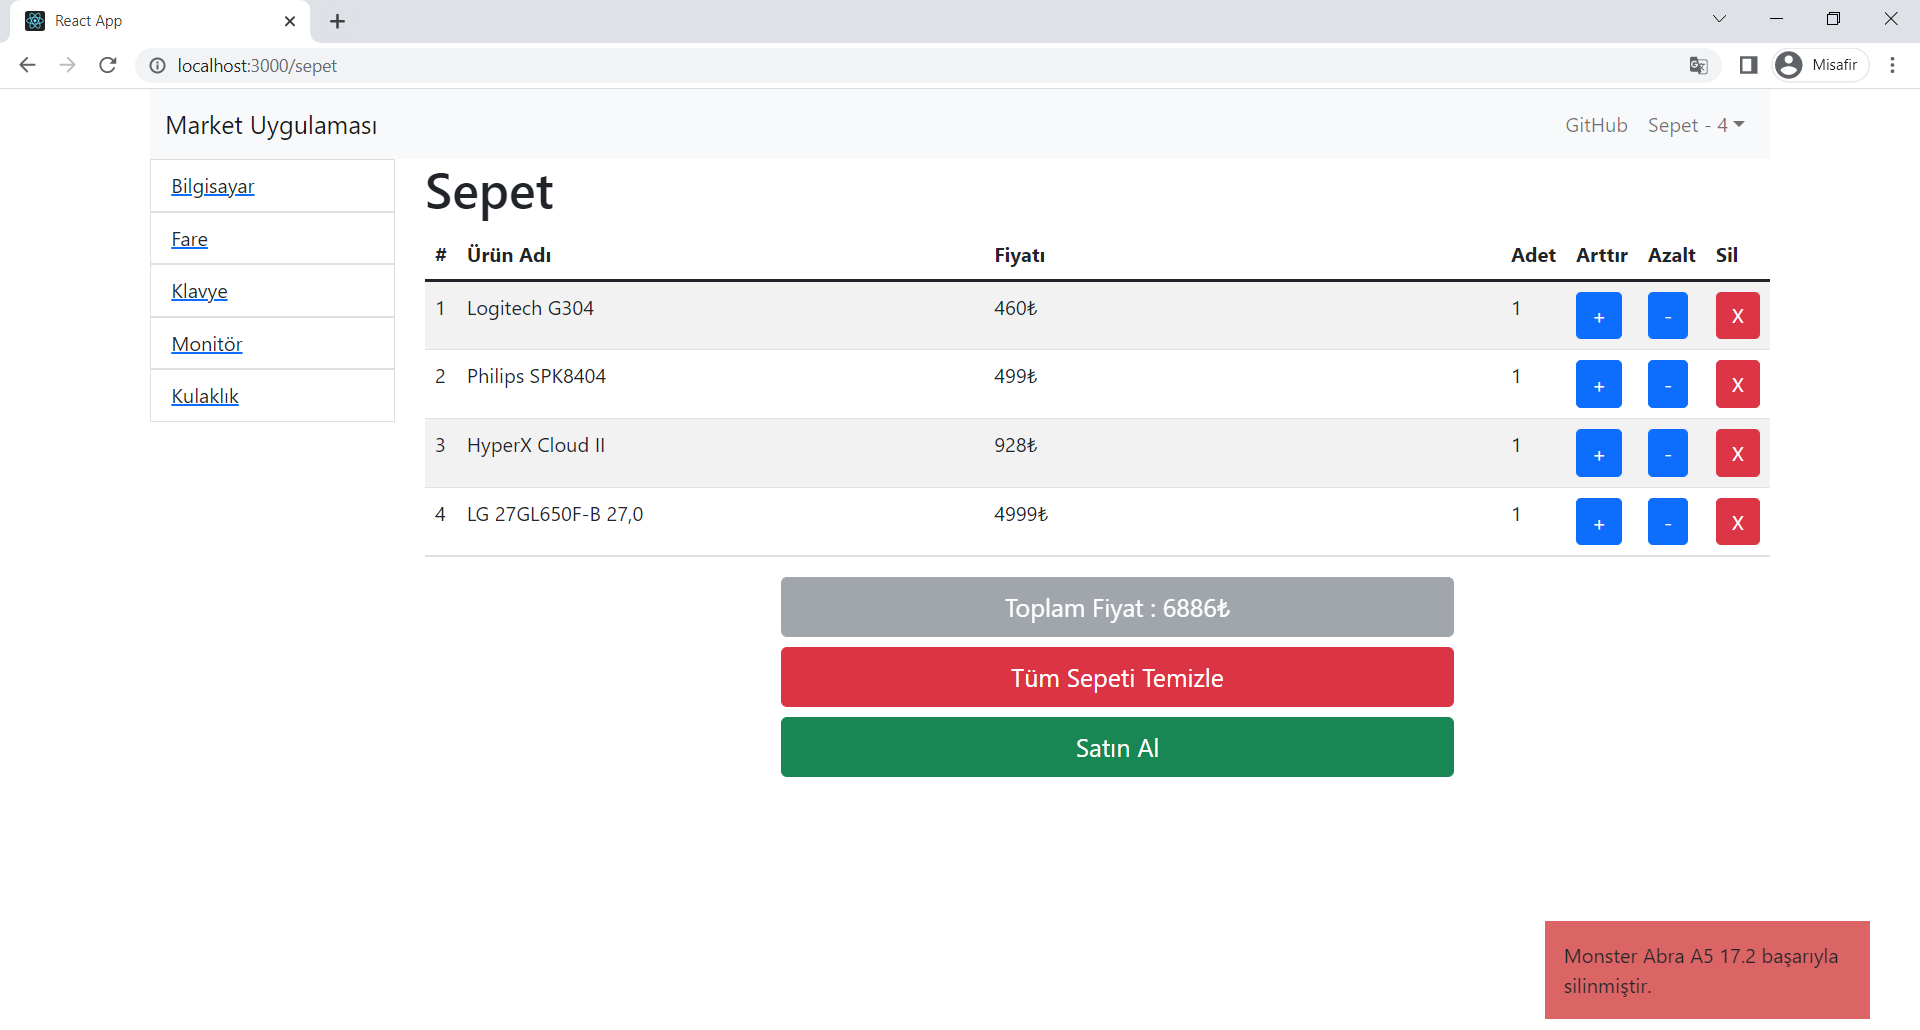 React App
localhost:3000/sepet
Misafir
Market Uygulaması
GitHub Sepet - 4
Bilgisayar
Fare
Klavye
Monitör
Kulaklık
Sepet
# Ürün Adı Fiyatı Adet Arttır Azalt Sil
1 Logitech G304 460₺ 1 + - X
2 Philips SPK8404 499₺ 1 + - X
3 HyperX Cloud II 928₺ 1 + - X
4 LG 27GL650F-B 27,0 4999₺ 1 + - X
Toplam Fiyat : 6886₺
Tüm Sepeti Temizle
Satın Al
Monster Abra A5 17.2 başarıyla
silinmiştir.